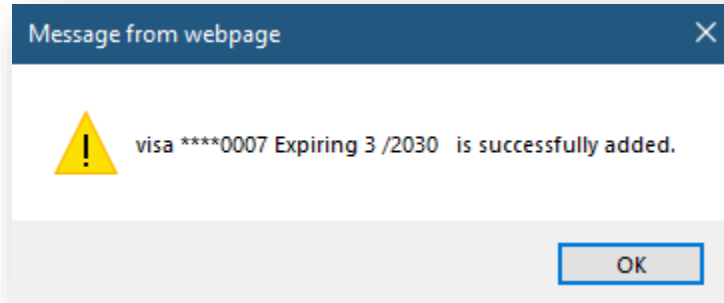 Message from webpage
visa ****0007 Expiring 3 /2030   is successfully added.
OK